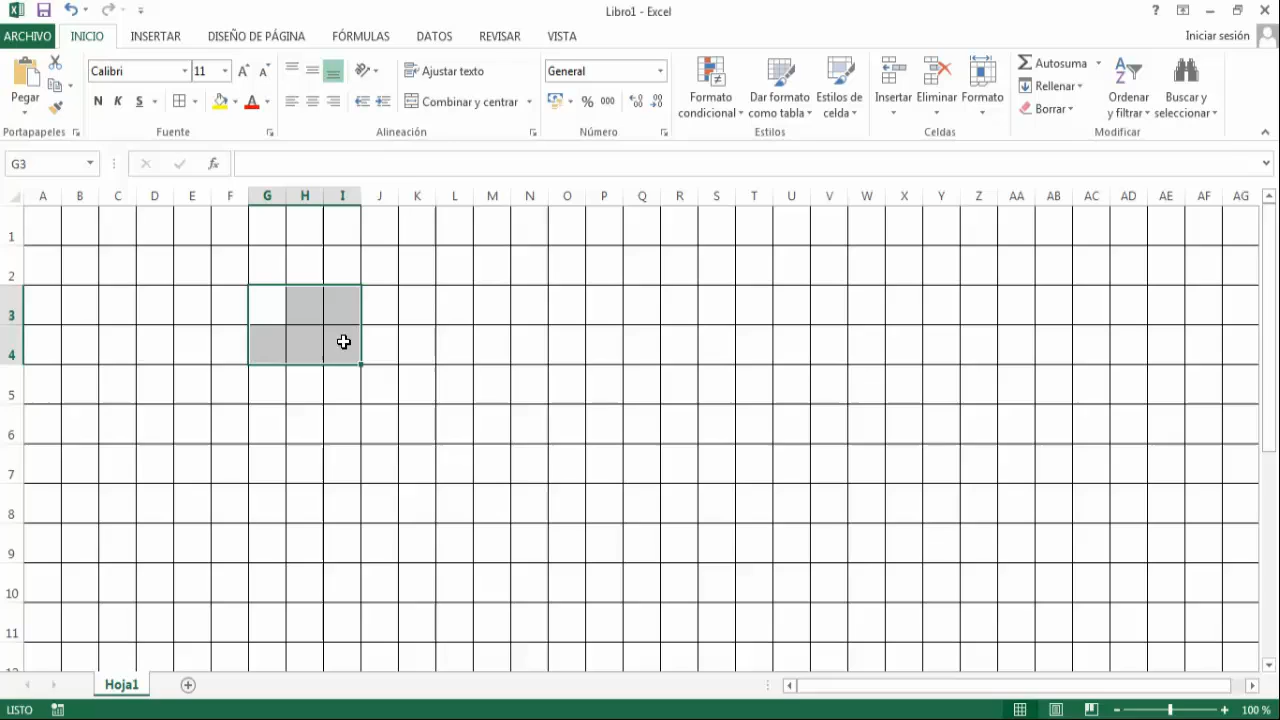 Libro1 - Excel
ARCHIVO INICIO INSERTAR DISEÑO DE PÁGINA FÓRMULAS DATOS REVISAR VISTA Iniciar sesión
Pegar
Portapapeles
Calibri 11
N K S
Fuente
Ajustar texto
Combinar y centrar
Alineación
General
% 000
Número
Formato condicional
Dar formato como tabla
Estilos de celda
Estilos
Insertar Eliminar Formato
Celdas
Autosuma
Rellenar
Borrar
Ordenar y filtrar
Buscar y seleccionar
Modificar
G3
fx
A B C D E F G H I J K L M N O P Q R S T U V W X Y Z AA AB AC AD AE AF AG
1
2
3
4
5
6
7
8
9
10
11
Hoja1
LISTO
100 %